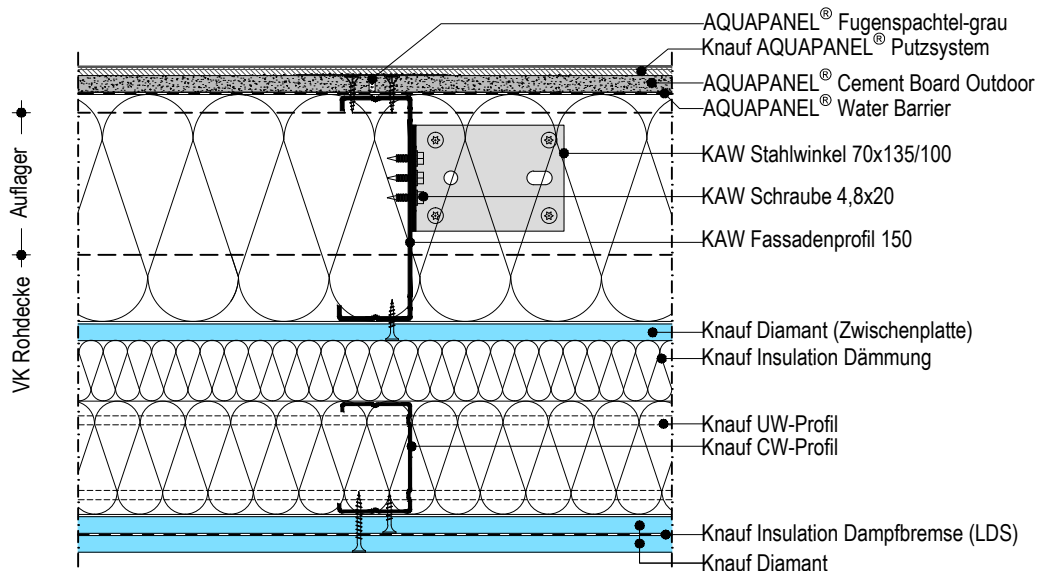 AQUAPANEL® Fugenspachtel-grau
Knauf AQUAPANEL® Putzsystem
AQUAPANEL® Cement Board Outdoor
AQUAPANEL® Water Barrier
KAW Stahlwinkel 70x135/100
KAW Schraube 4,8x20
KAW Fassadenprofil 150
Knauf Diamant (Zwischenplatte)
Knauf Insulation Dämmung
Knauf UW-Profil
Knauf CW-Profil
Knauf Insulation Dampfbremse (LDS)
Knauf Diamant
Auflager
VK Rohdecke